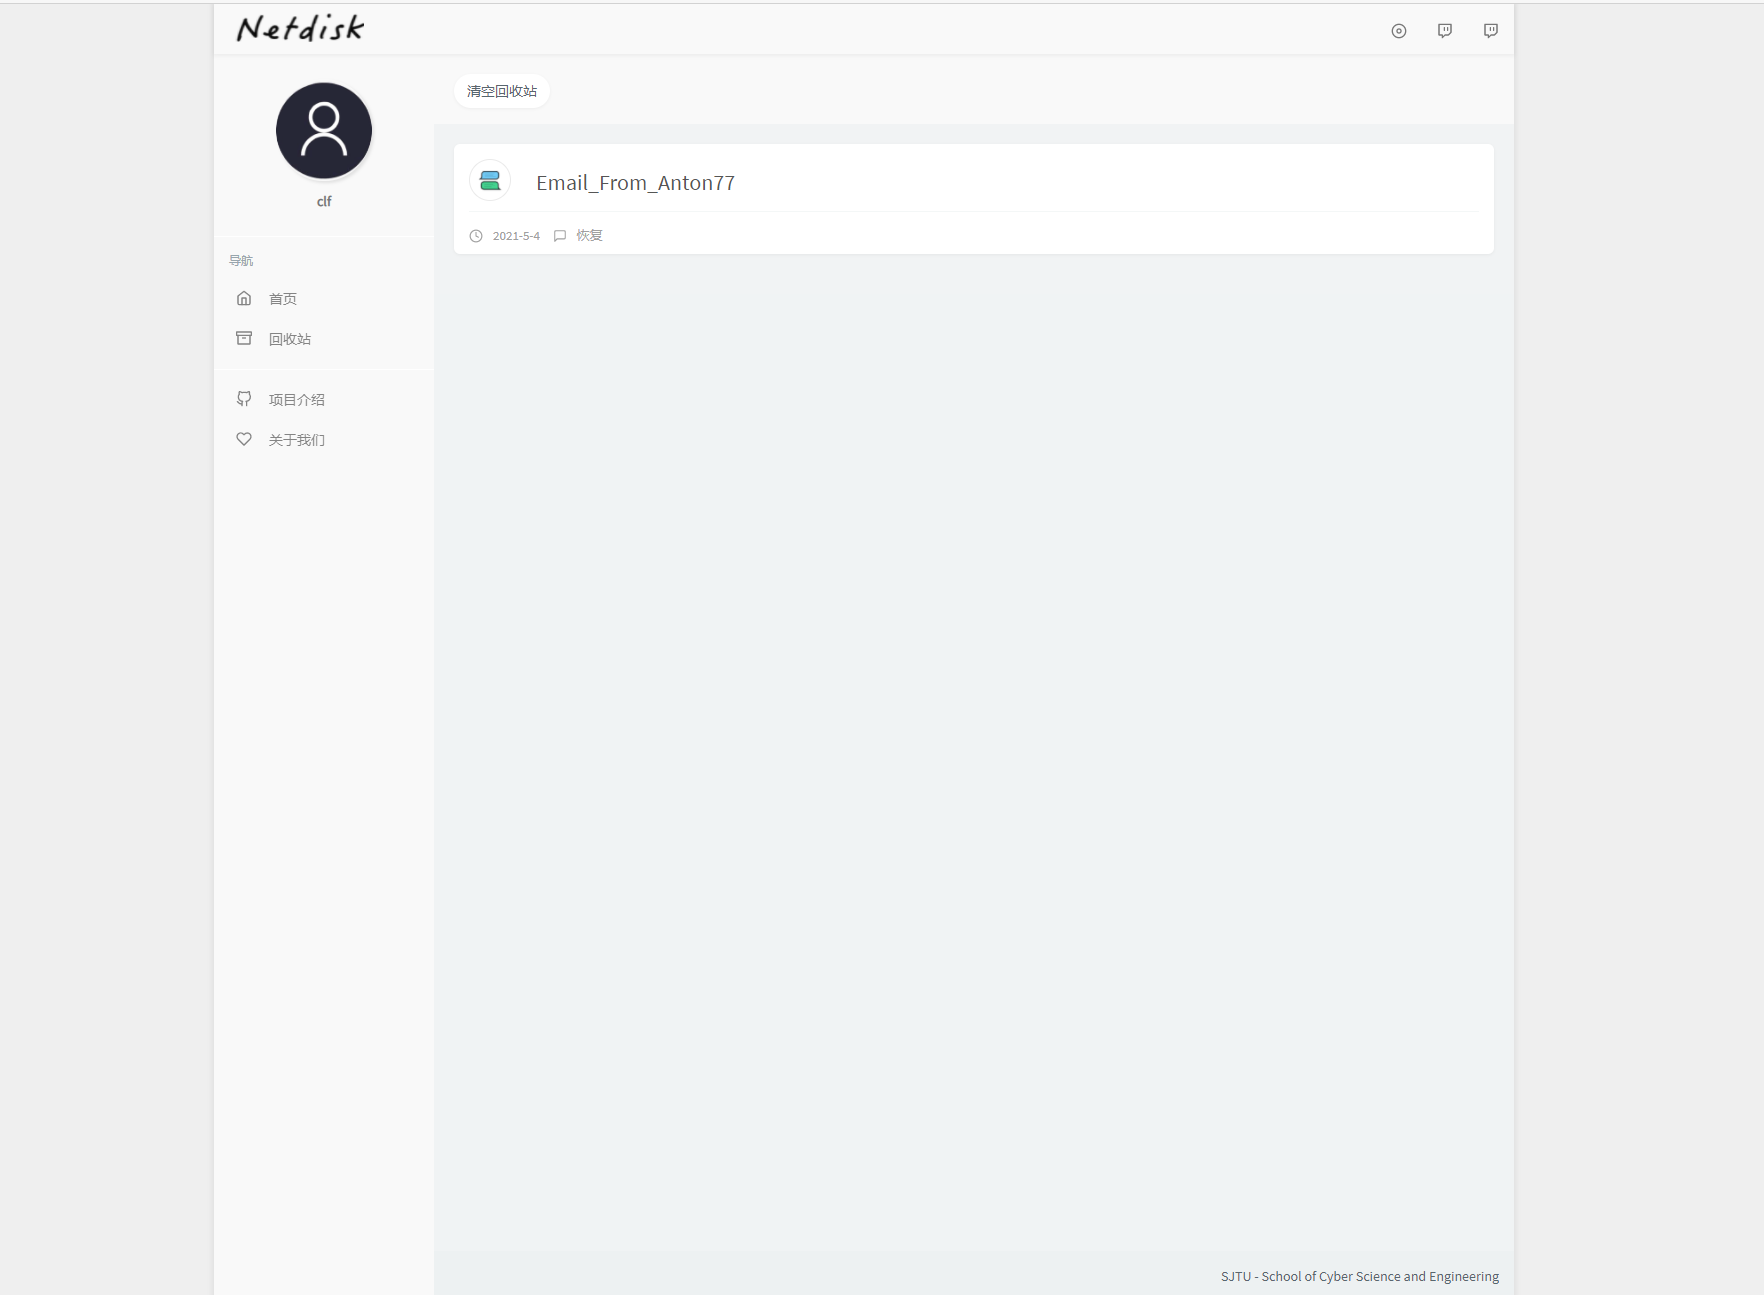 Netdisk
clf
导航
首页
回收站
项目介绍
关于我们
清空回收站
Email_From_Anton77
2021-5-4 恢复
SJTU - School of Cyber Science and Engineering